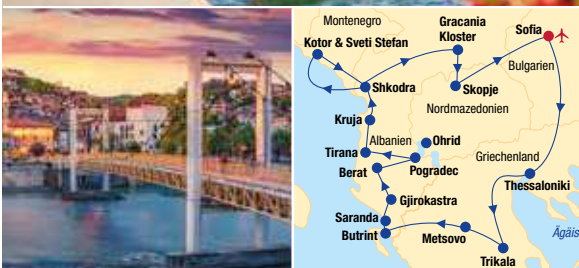 Montenegro
Gracania
Kloster
Sofia
Kotor & Sveti Stefan
Bulgarien
Shkodra
Skopje
Nordmazedonien
Kruja
Albanien
Ohrid
Tirana
Griechenland
Berat
Pogradec
Thessaloniki
Gjirokastra
Saranda
Butrint
Metsovo
Ägäis
Trikala